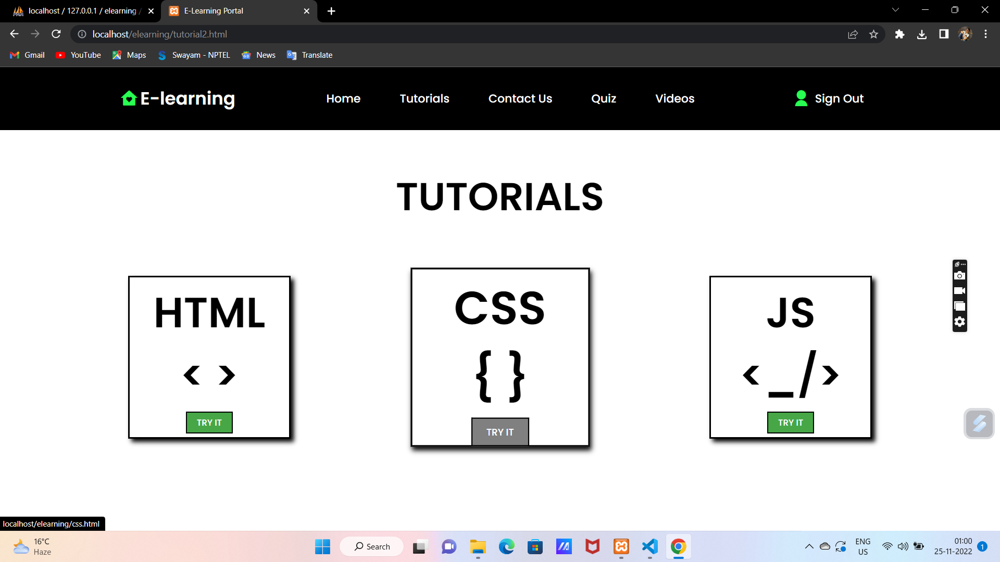 localhost / 127.0.0.1 / elearning /
E-Learning Portal
localhost/elearning/tutorial2.html
Gmail
YouTube
Maps
Swayam - NPTEL
News
Translate
E-learning
Home
Tutorials
Contact Us
Quiz
Videos
Sign Out
TUTORIALS
HTML
CSS
JS
< >
{ }
<_/>
TRY IT
TRY IT
TRY IT
localhost/elearning/css.html
16°C
Haze
Search
ENG
US
01:00
25-11-2022
1